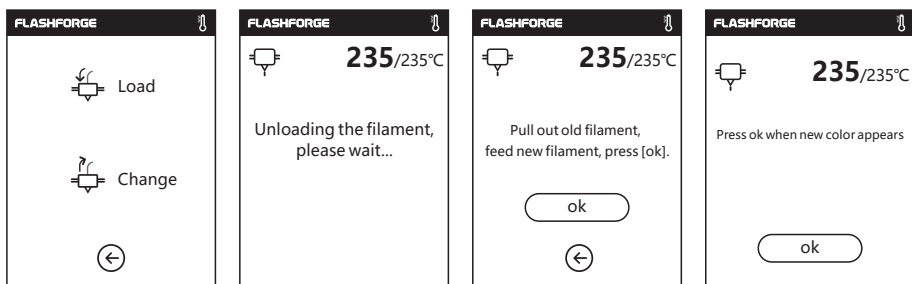 FLASHFORGE
Load
Change
FLASHFORGE
235/235℃
Unloading the filament,
please wait...
FLASHFORGE
235/235℃
Pull out old filament,
feed new filament, press [ok].
ok
FLASHFORGE
235/235℃
Press ok when new color appears
ok